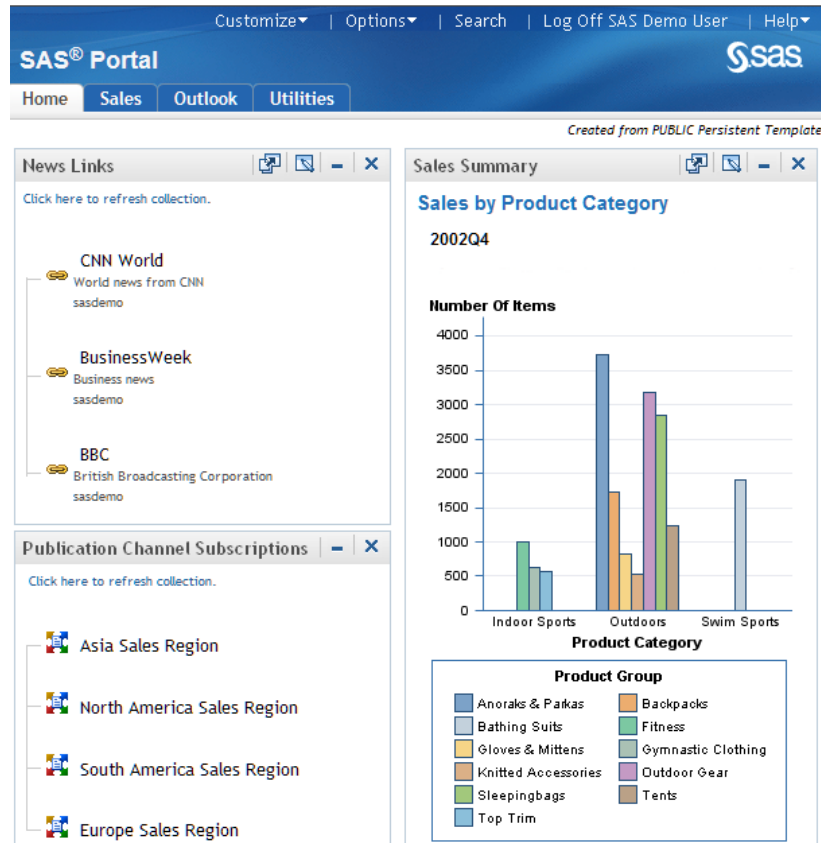 Customize▾ | Options▾ | Search | Log Off SAS Demo User | Help▾
SAS® Portal
sas
Home Sales Outlook Utilities
Created from PUBLIC Persistent Template
News Links
Click here to refresh collection.
CNN World
World news from CNN
sasdemo
BusinessWeek
Business news
sasdemo
BBC
British Broadcasting Corporation
sasdemo
Publication Channel Subscriptions
Click here to refresh collection.
Asia Sales Region
North America Sales Region
South America Sales Region
Europe Sales Region
Sales Summary
Sales by Product Category
2002Q4
Number Of Items
4000
3500
3000
2500
2000
1500
1000
500
0
Indoor Sports Outdoors Swim Sports
Product Category
Product Group
Anoraks & Parkas Backpacks
Bathing Suits Fitness
Gloves & Mittens Gymnastic Clothing
Knitted Accessories Outdoor Gear
Sleepingbags Tents
Top Trim